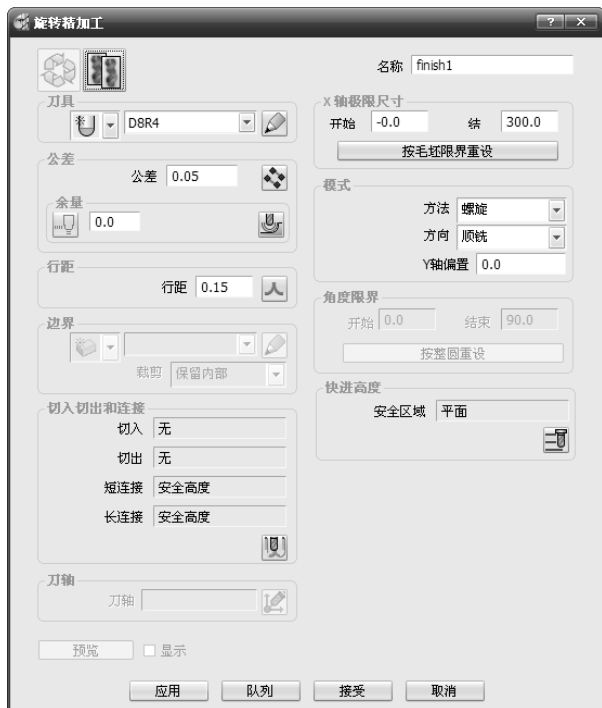 旋转精加工
名称 finish1
刀具
D8R4
公差
公差 0.05
余量
0.0
行距
行距 0.15
边界
裁剪 保留内部
切入切出和连接
切入 无
切出 无
短连接 安全高度
长连接 安全高度
刀轴
刀轴
预览 显示
X 轴极限尺寸
开始 -0.0 结 300.0
按毛坯限界重设
模式
方法 螺旋
方向 顺铣
Y轴偏置 0.0
角度限界
开始 0.0 结束 90.0
按整圆重设
快进高度
安全区域 平面
应用 队列 接受 取消